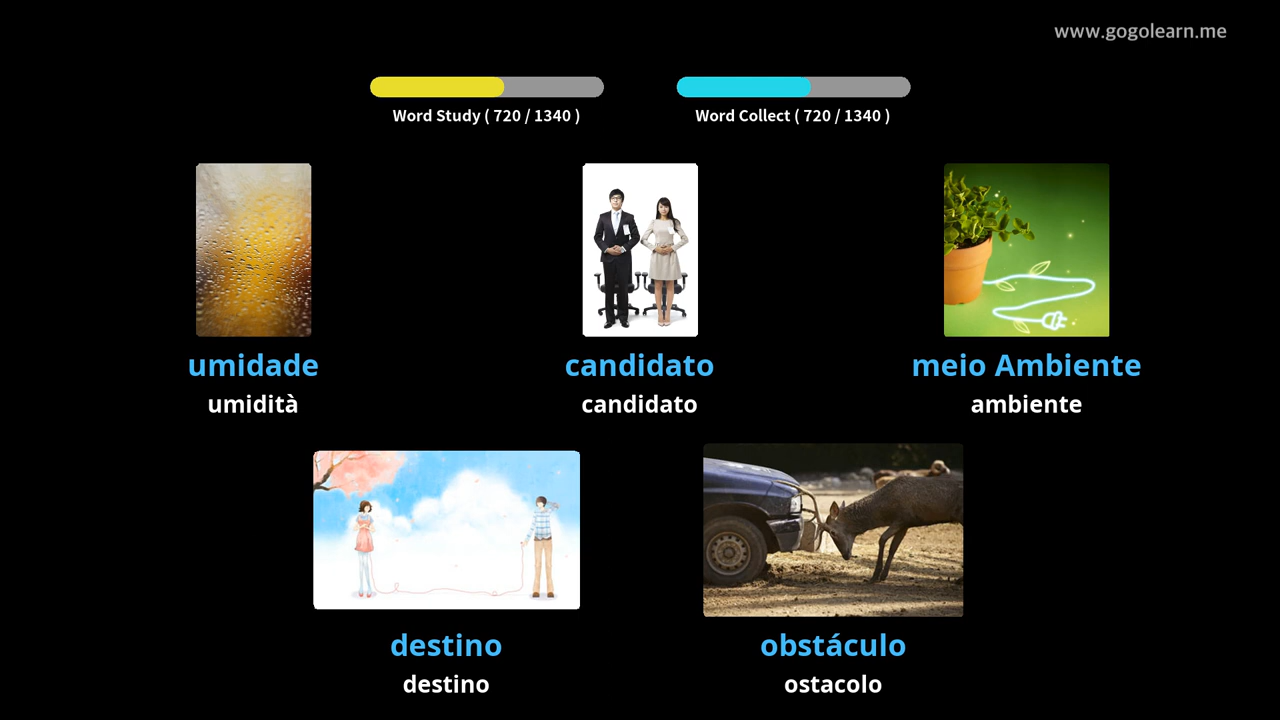 www.gogolearn.me
Word Study ( 720 / 1340 )
Word Collect ( 720 / 1340 )
umidade
umidità
candidato
candidato
meio Ambiente
ambiente
destino
destino
obstáculo
ostacolo